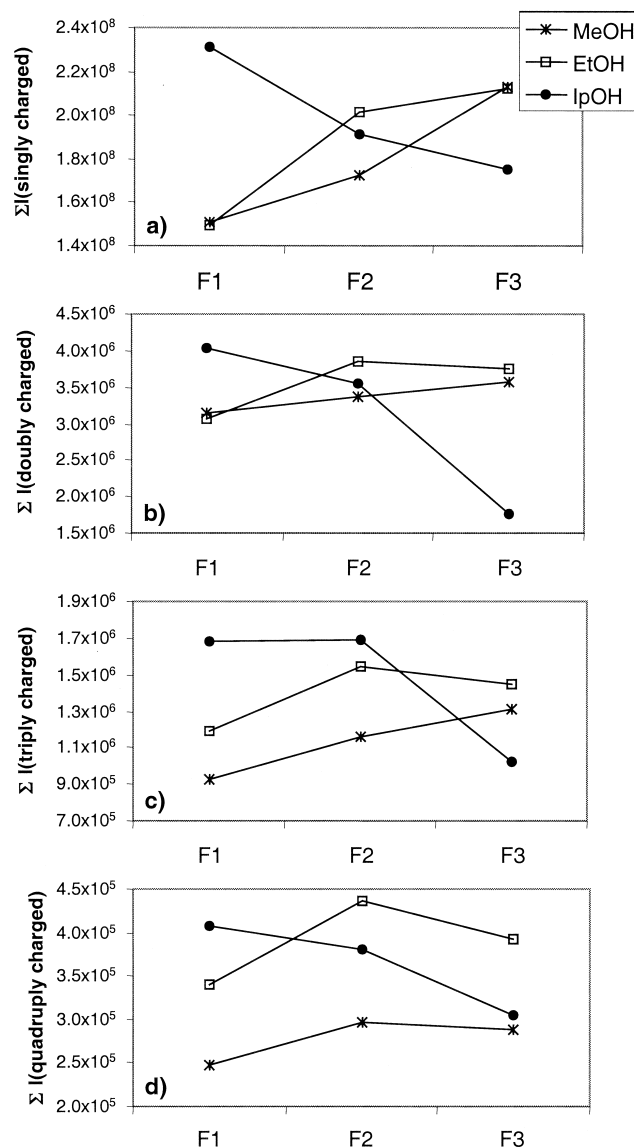 MeOH
EtOH
IpOH
ΣI(singly charged)
2.4x10⁸
2.2x10⁸
2.0x10⁸
1.8x10⁸
1.6x10⁸
1.4x10⁸
a)
F1 F2 F3
Σ I(doubly charged)
4.5x10⁶
4.0x10⁶
3.5x10⁶
3.0x10⁶
2.5x10⁶
2.0x10⁶
1.5x10⁶
b)
F1 F2 F3
Σ I(triply charged)
1.9x10⁶
1.7x10⁶
1.5x10⁶
1.3x10⁶
1.1x10⁶
9.0x10⁵
7.0x10⁵
c)
F1 F2 F3
Σ I(quadruply charged)
4.5x10⁵
4.0x10⁵
3.5x10⁵
3.0x10⁵
2.5x10⁵
2.0x10⁵
d)
F1 F2 F3